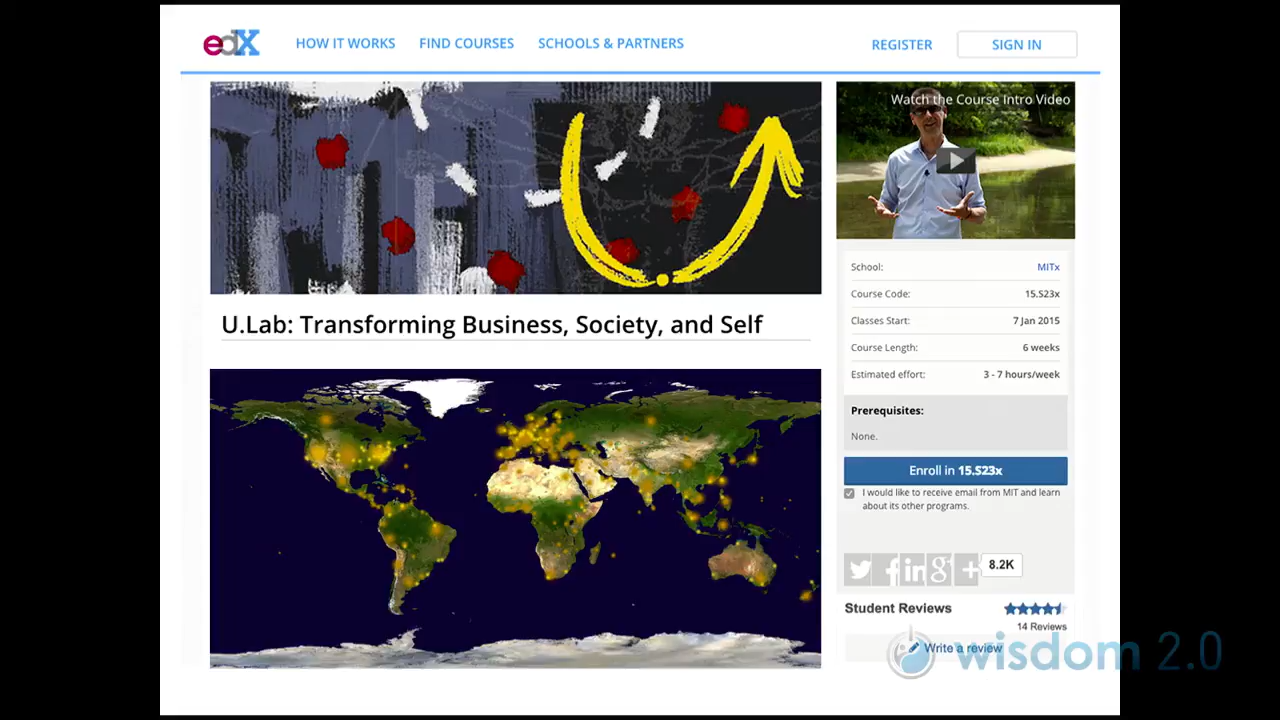 edX
HOW IT WORKS
FIND COURSES
SCHOOLS & PARTNERS
REGISTER
SIGN IN
Watch the Course Intro Video
U.Lab: Transforming Business, Society, and Self
School: MITx
Course Code: 15.S23x
Classes Start: 7 Jan 2015
Course Length: 6 weeks
Estimated effort: 3 - 7 hours/week
Prerequisites:
None.
Enroll in 15.S23x
I would like to receive email from MIT and learn
about its other programs.
8.2K
Student Reviews
14 Reviews
Write a review
wisdom 2.0